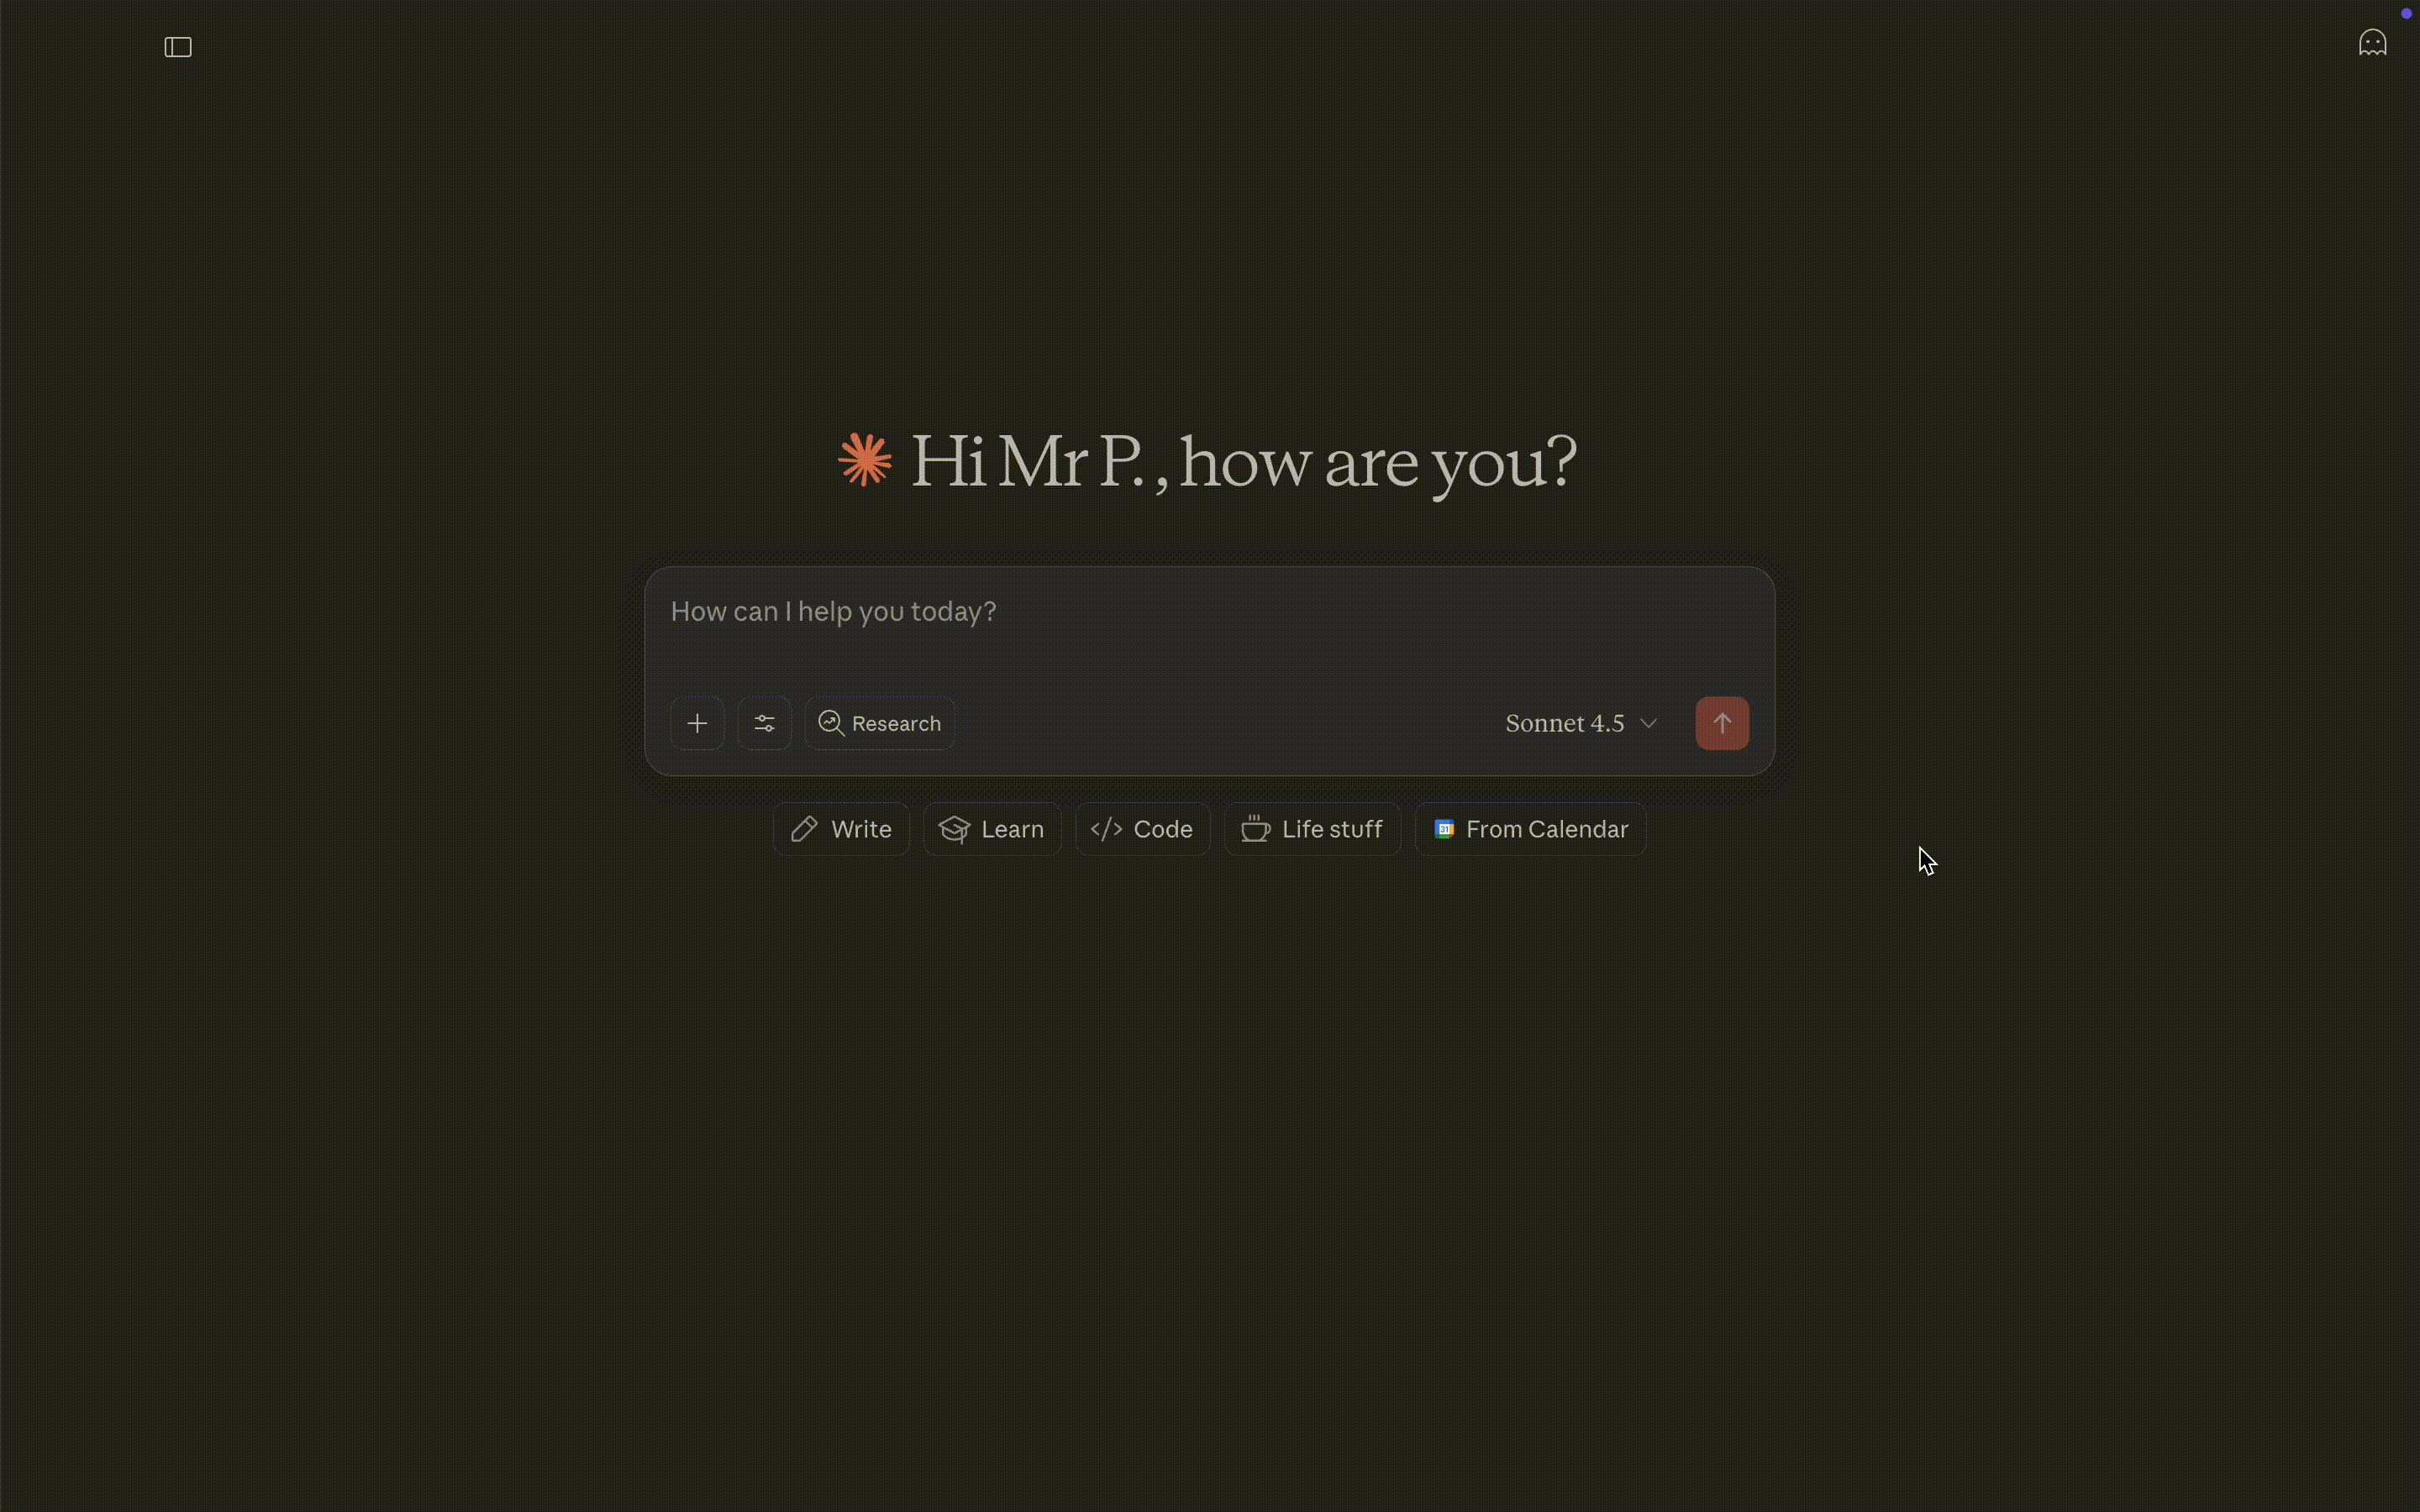 Hi Mr P., how are you?
How can I help you today?
Research
Sonnet 4.5
Write
Learn
</> Code
Life stuff
31
From Calendar